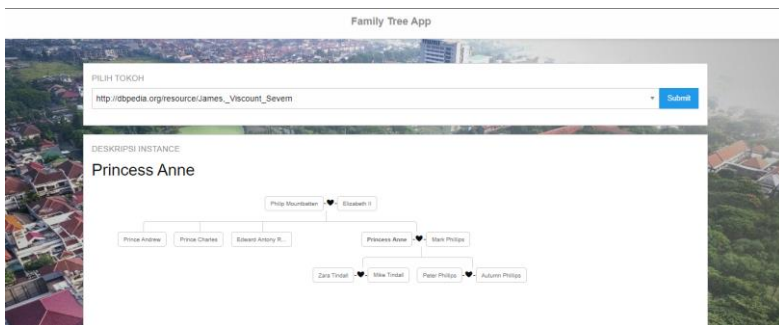 Family Tree App
PILIH TOKOH
http://dbpedia.org/resource/James,_Viscount_Severn
Submit
DESKRIPSI INSTANCE
Princess Anne
Philip Mountbatten Elizabeth II
Prince Andrew Prince Charles Edward Antony R... Princess Anne Mark Phillips
Zara Tindall Mike Tindall Peter Phillips Autumn Phillips